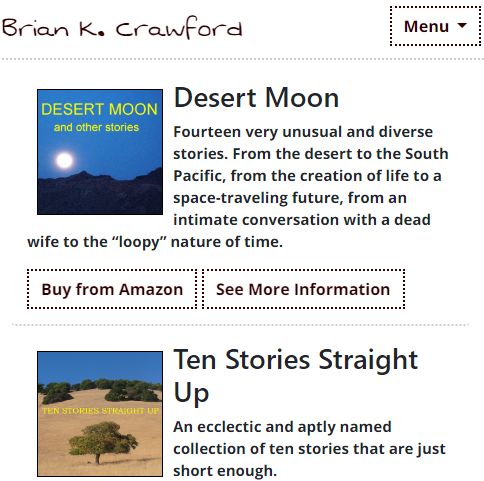 Brian K. Crawford
Menu
DESERT MOON
and other stories
Desert Moon
Fourteen very unusual and diverse
stories. From the desert to the South
Pacific, from the creation of life to a
space-traveling future, from an
intimate conversation with a dead
wife to the “loopy” nature of time.
Buy from Amazon
See More Information
TEN STORIES STRAIGHT UP
Ten Stories Straight
Up
An ecclectic and aptly named
collection of ten stories that are just
short enough.